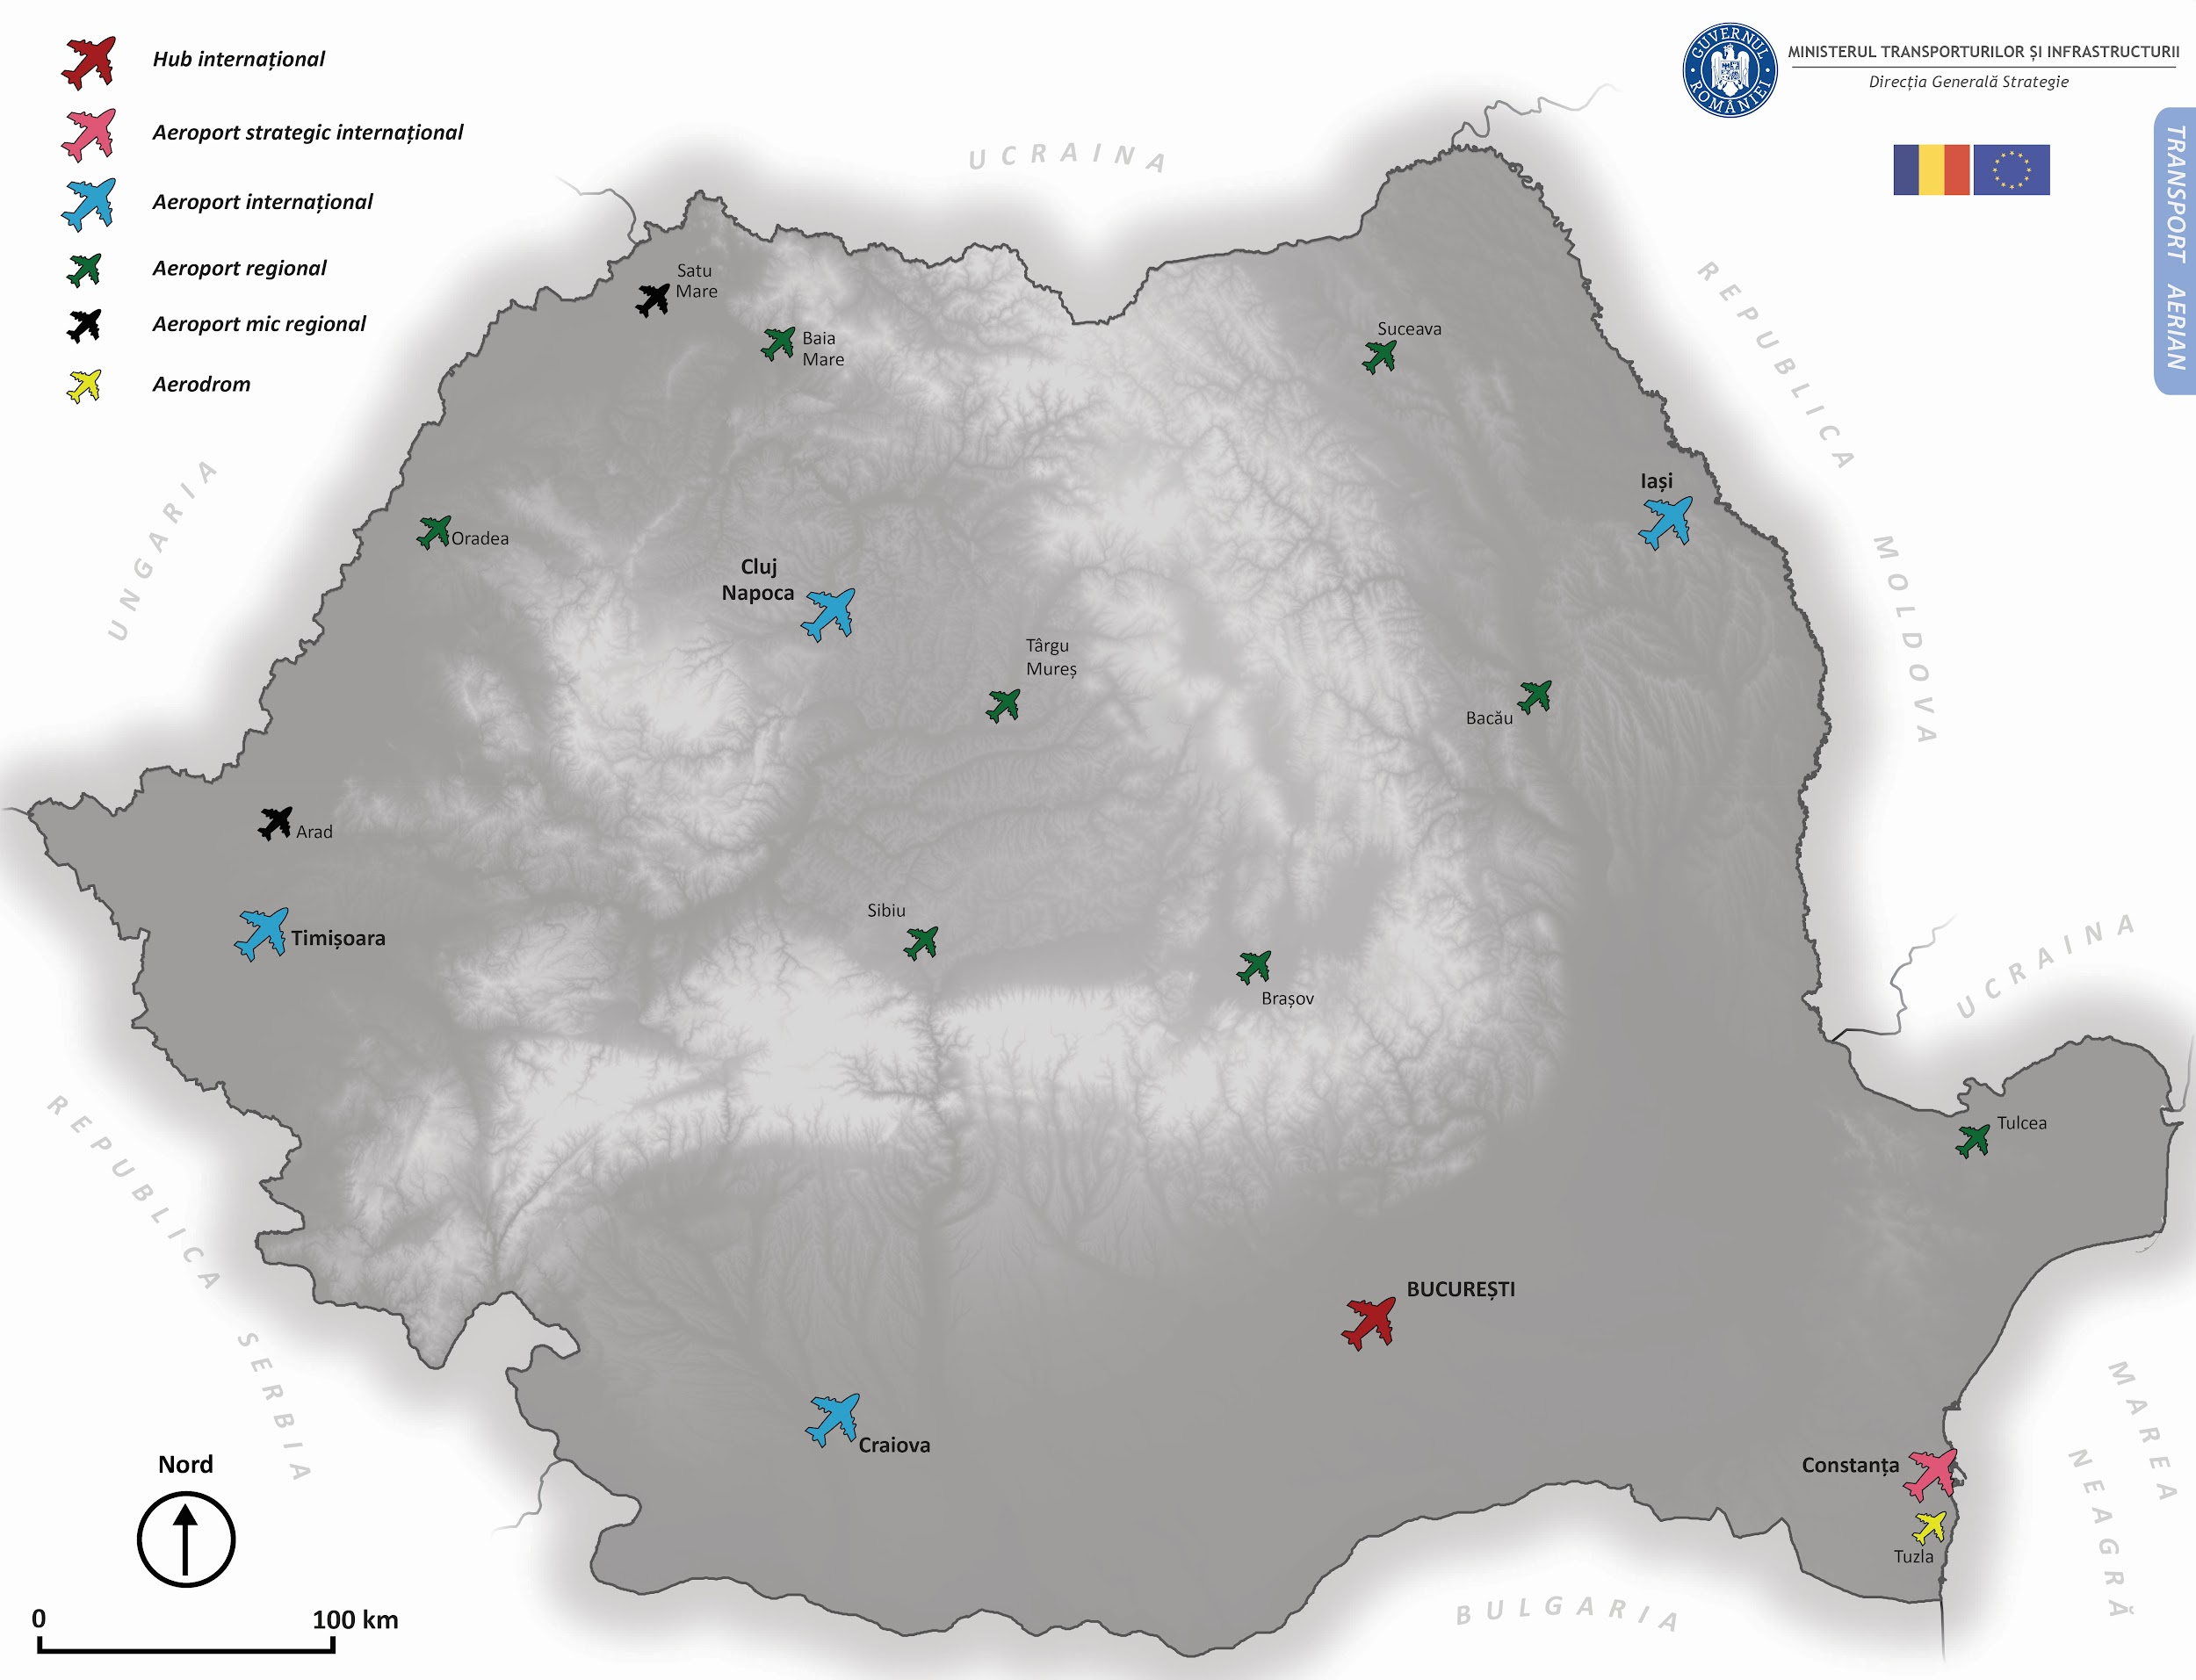 Hub internațional
Aeroport strategic internațional
Aeroport internațional
Aeroport regional
Aeroport mic regional
Aerodrom
GUVERNUL ROMÂNIEI
MINISTERUL TRANSPORTURILOR ȘI INFRASTRUCTURII
Direcția Generală Strategie
TRANSPORT AERIAN
UCRAINA
REPUBLICA MOLDOVA
UNGARIA
Satu
Mare
Baia
Mare
Suceava
Iași
Oradea
Cluj
Napoca
Târgu
Mureș
Bacău
Arad
Timișoara
Sibiu
Brașov
UCRAINA
Tulcea
REPUBLICA SERBIA
BUCUREȘTI
Craiova
Constanța
Tuzla
MAREA
NEAGRĂ
BULGARIA
Nord
0 100 km